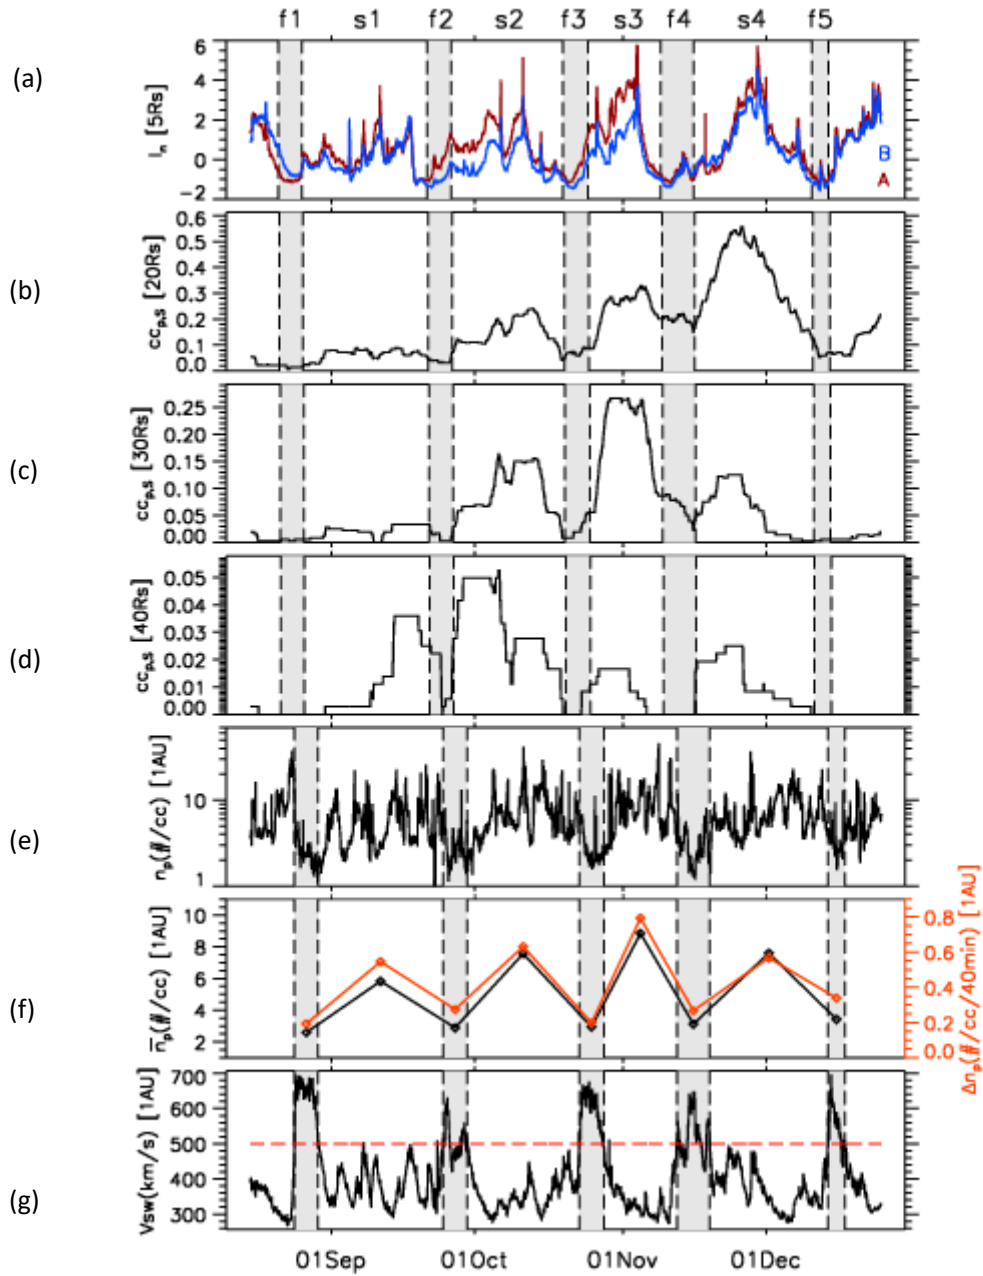 f1 s1 f2 s2 f3 s3 f4 s4 f5
(a)
Iₙ [5Rs]
6
4
2
0
−2
B
A
(b)
cc_{p,S} [20Rs]
0.6
0.5
0.4
0.3
0.2
0.1
0.0
(c)
cc_{p,S} [30Rs]
0.25
0.20
0.15
0.10
0.05
0.00
(d)
cc_{p,S} [40Rs]
0.05
0.04
0.03
0.02
0.01
0.00
(e)
n_p(#/cc) [1AU]
10
1
(f)
n̅_p(#/cc) [1AU]
10
8
6
4
2
0.8
0.6
0.4
0.2
0.0
Δn_p(#/cc/40min) [1AU]
(g)
Vsw(km/s) [1AU]
700
600
500
400
300
01Sep 01Oct 01Nov 01Dec